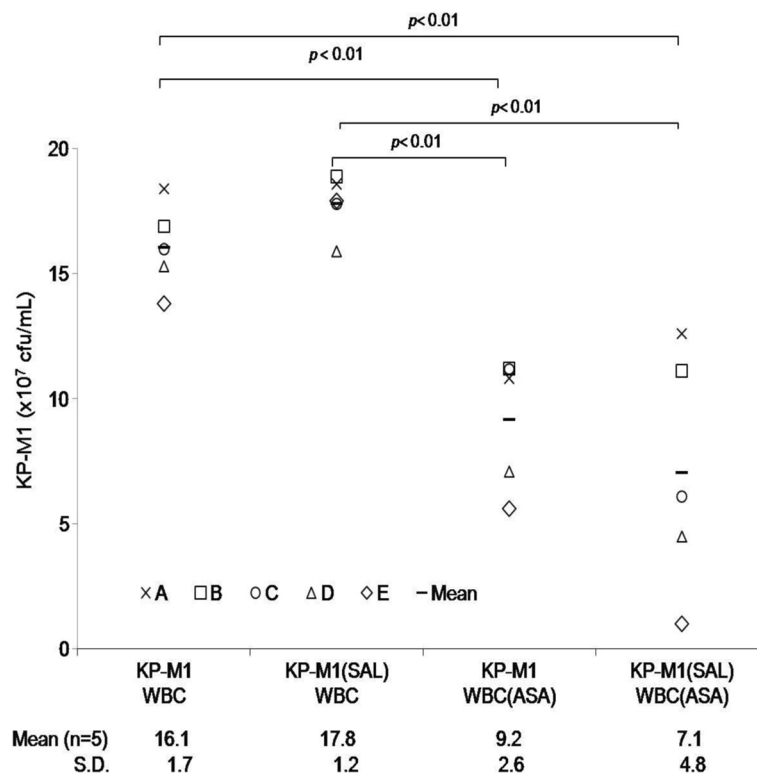 p< 0.01
p< 0.01
p< 0.01
p< 0.01
20
15
10
5
0
KP-M1 (x10⁷ cfu/mL)
× A □ B ○ C △ D ◇ E – Mean
KP-M1 KP-M1(SAL) KP-M1 KP-M1(SAL)
WBC WBC WBC(ASA) WBC(ASA)
Mean (n=5) 16.1 17.8 9.2 7.1
S.D. 1.7 1.2 2.6 4.8